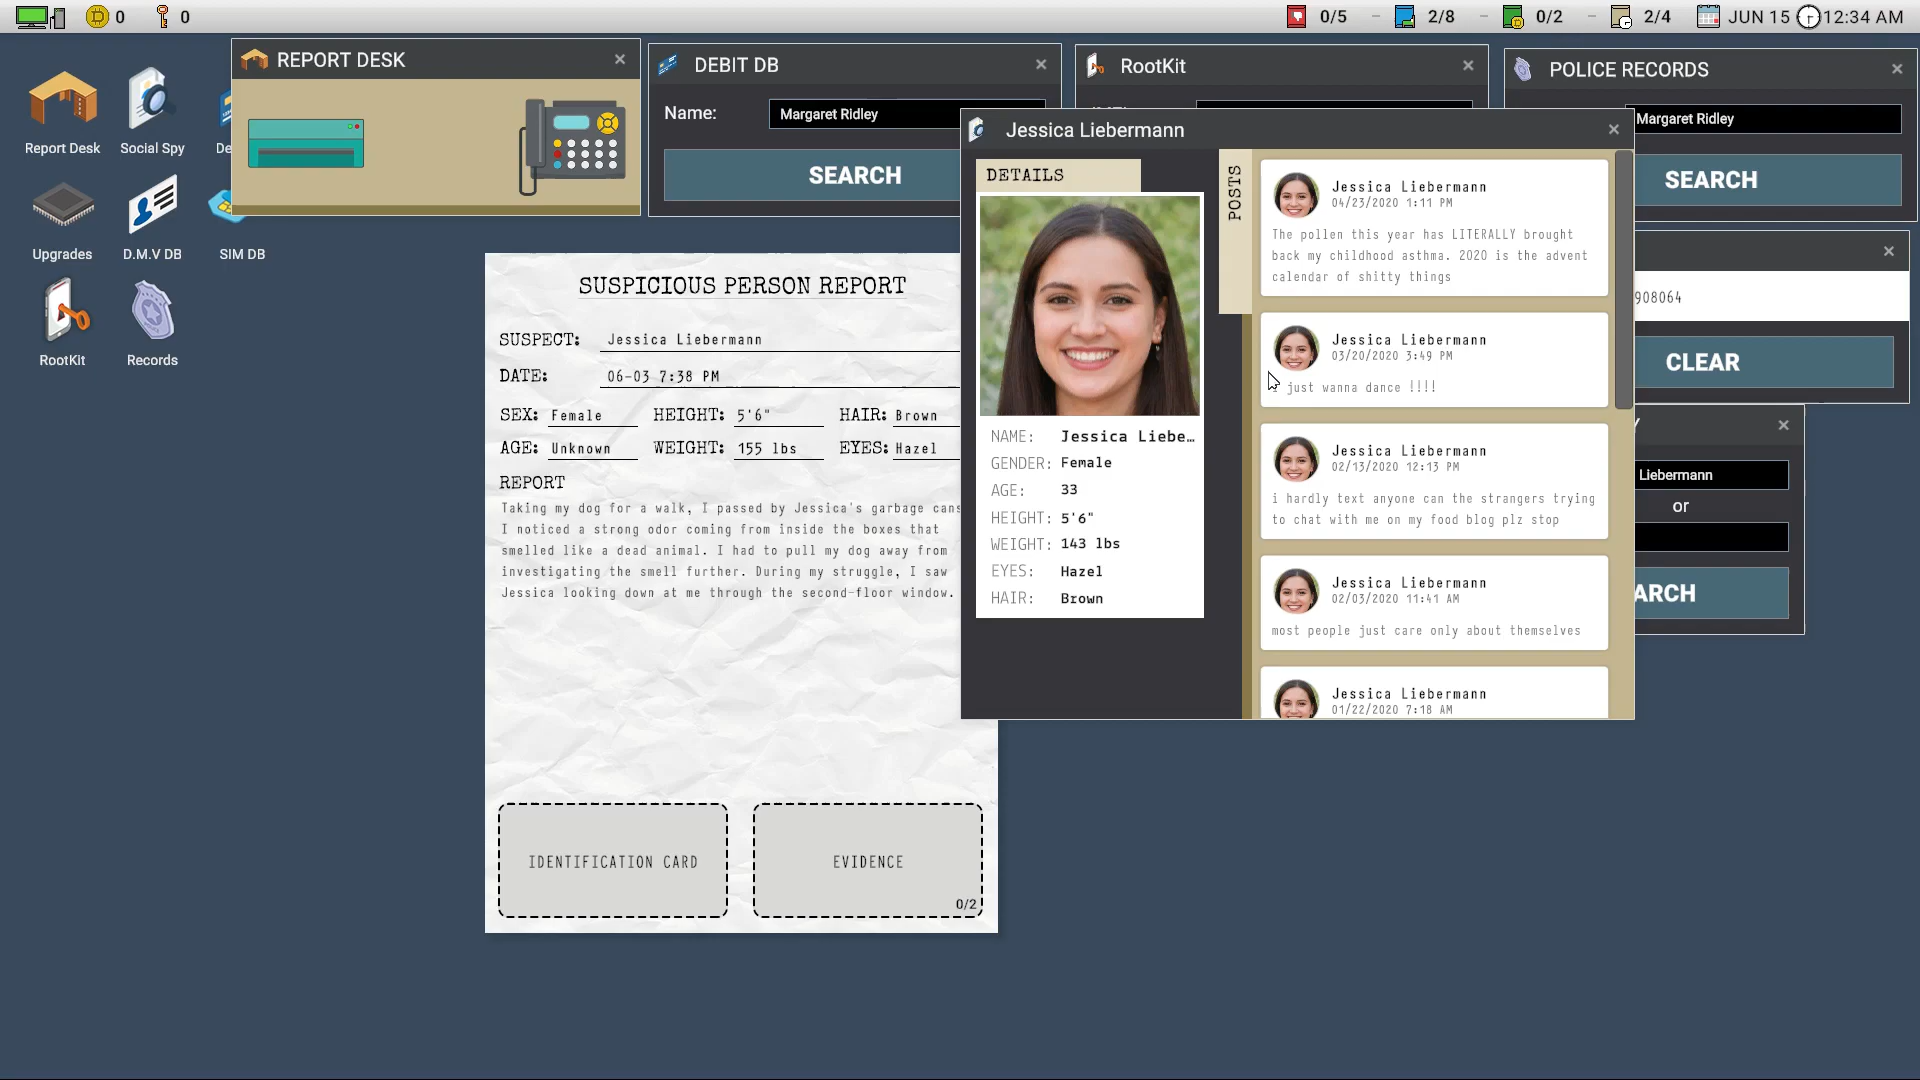 0
0
0/5
2/8
0/2
2/4
JUN 15
12:34 AM
Report Desk
Social Spy
De
Upgrades
D.M.V DB
SIM DB
RootKit
Records
REPORT DESK
DEBIT DB
Name:
Margaret Ridley
SEARCH
RootKit
POLICE RECORDS
Margaret Ridley
SEARCH
908064
CLEAR
Liebermann
or
ARCH
SUSPICIOUS PERSON REPORT
SUSPECT: Jessica Liebermann
DATE: 06-03 7:38 PM
SEX: Female HEIGHT: 5'6" HAIR: Brown
AGE: Unknown WEIGHT: 155 lbs EYES: Hazel
REPORT
Taking my dog for a walk, I passed by Jessica's garbage cans
I noticed a strong odor coming from inside the boxes that
smelled like a dead animal. I had to pull my dog away from
investigating the smell further. During my struggle, I saw
Jessica looking down at me through the second-floor window.
IDENTIFICATION CARD
EVIDENCE
0/2
Jessica Liebermann
DETAILS
NAME: Jessica Liebe…
GENDER: Female
AGE: 33
HEIGHT: 5'6"
WEIGHT: 143 lbs
EYES: Hazel
HAIR: Brown
POSTS
Jessica Liebermann
04/23/2020 1:11 PM
The pollen this year has LITERALLY brought
back my childhood asthma. 2020 is the advent
calendar of shitty things
Jessica Liebermann
03/20/2020 3:49 PM
just wanna dance !!!!
Jessica Liebermann
02/13/2020 12:13 PM
i hardly text anyone can the strangers trying
to chat with me on my food blog plz stop
Jessica Liebermann
02/03/2020 11:41 AM
most people just care only about themselves
Jessica Liebermann
01/22/2020 7:18 AM